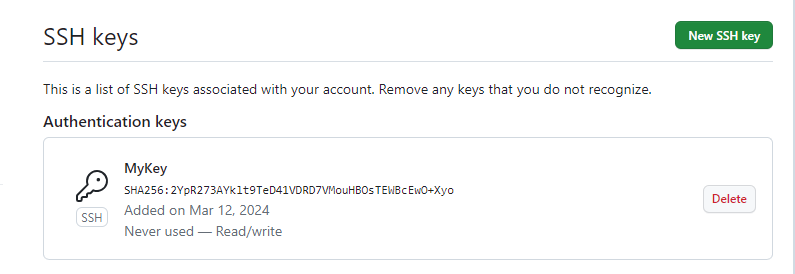 SSH keys
New SSH key
This is a list of SSH keys associated with your account. Remove any keys that you do not recognize.
Authentication keys
MyKey
SHA256:2YpR273AYk1t9TeD41VDRD7VMouHBOsTEWBcEwO+Xyo
SSH
Added on Mar 12, 2024
Never used — Read/write
Delete